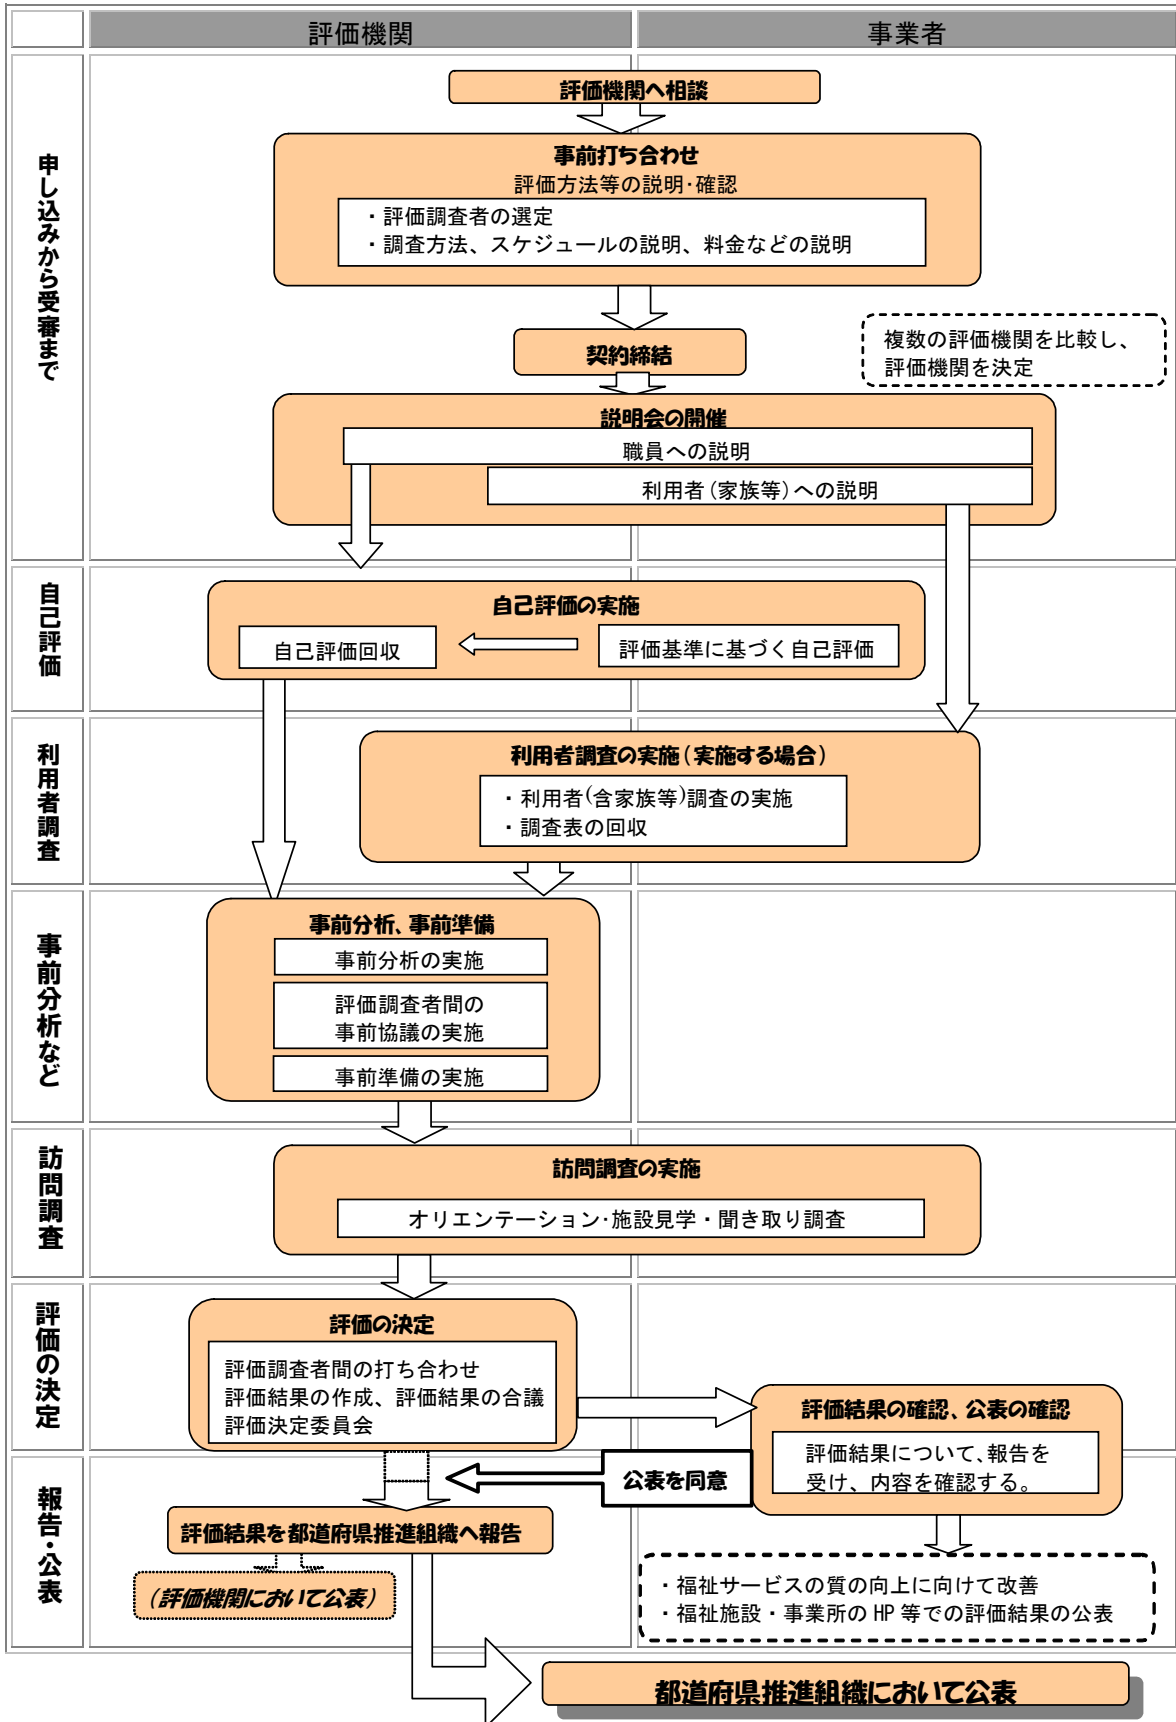 評価機関
事業者
申し込みから受審まで
評価機関へ相談
事前打ち合わせ
評価方法等の説明・確認
・評価調査者の選定
・調査方法、スケジュールの説明、料金などの説明
契約締結
複数の評価機関を比較し、
評価機関を決定
説明会の開催
職員への説明
利用者(家族等)への説明
自己評価
自己評価の実施
自己評価回収
評価基準に基づく自己評価
利用者調査
利用者調査の実施(実施する場合)
・利用者(含家族等)調査の実施
・調査表の回収
事前分析など
事前分析、事前準備
事前分析の実施
評価調査者間の
事前協議の実施
事前準備の実施
訪問調査
訪問調査の実施
オリエンテーション・施設見学・聞き取り調査
評価の決定
評価の決定
評価調査者間の打ち合わせ
評価結果の作成、評価結果の合議
評価決定委員会
評価結果の確認、公表の確認
評価結果について、報告を
受け、内容を確認する。
報告・公表
公表を同意
評価結果を都道府県推進組織へ報告
(評価機関において公表)
・福祉サービスの質の向上に向けて改善
・福祉施設・事業所の HP 等での評価結果の公表
都道府県推進組織において公表